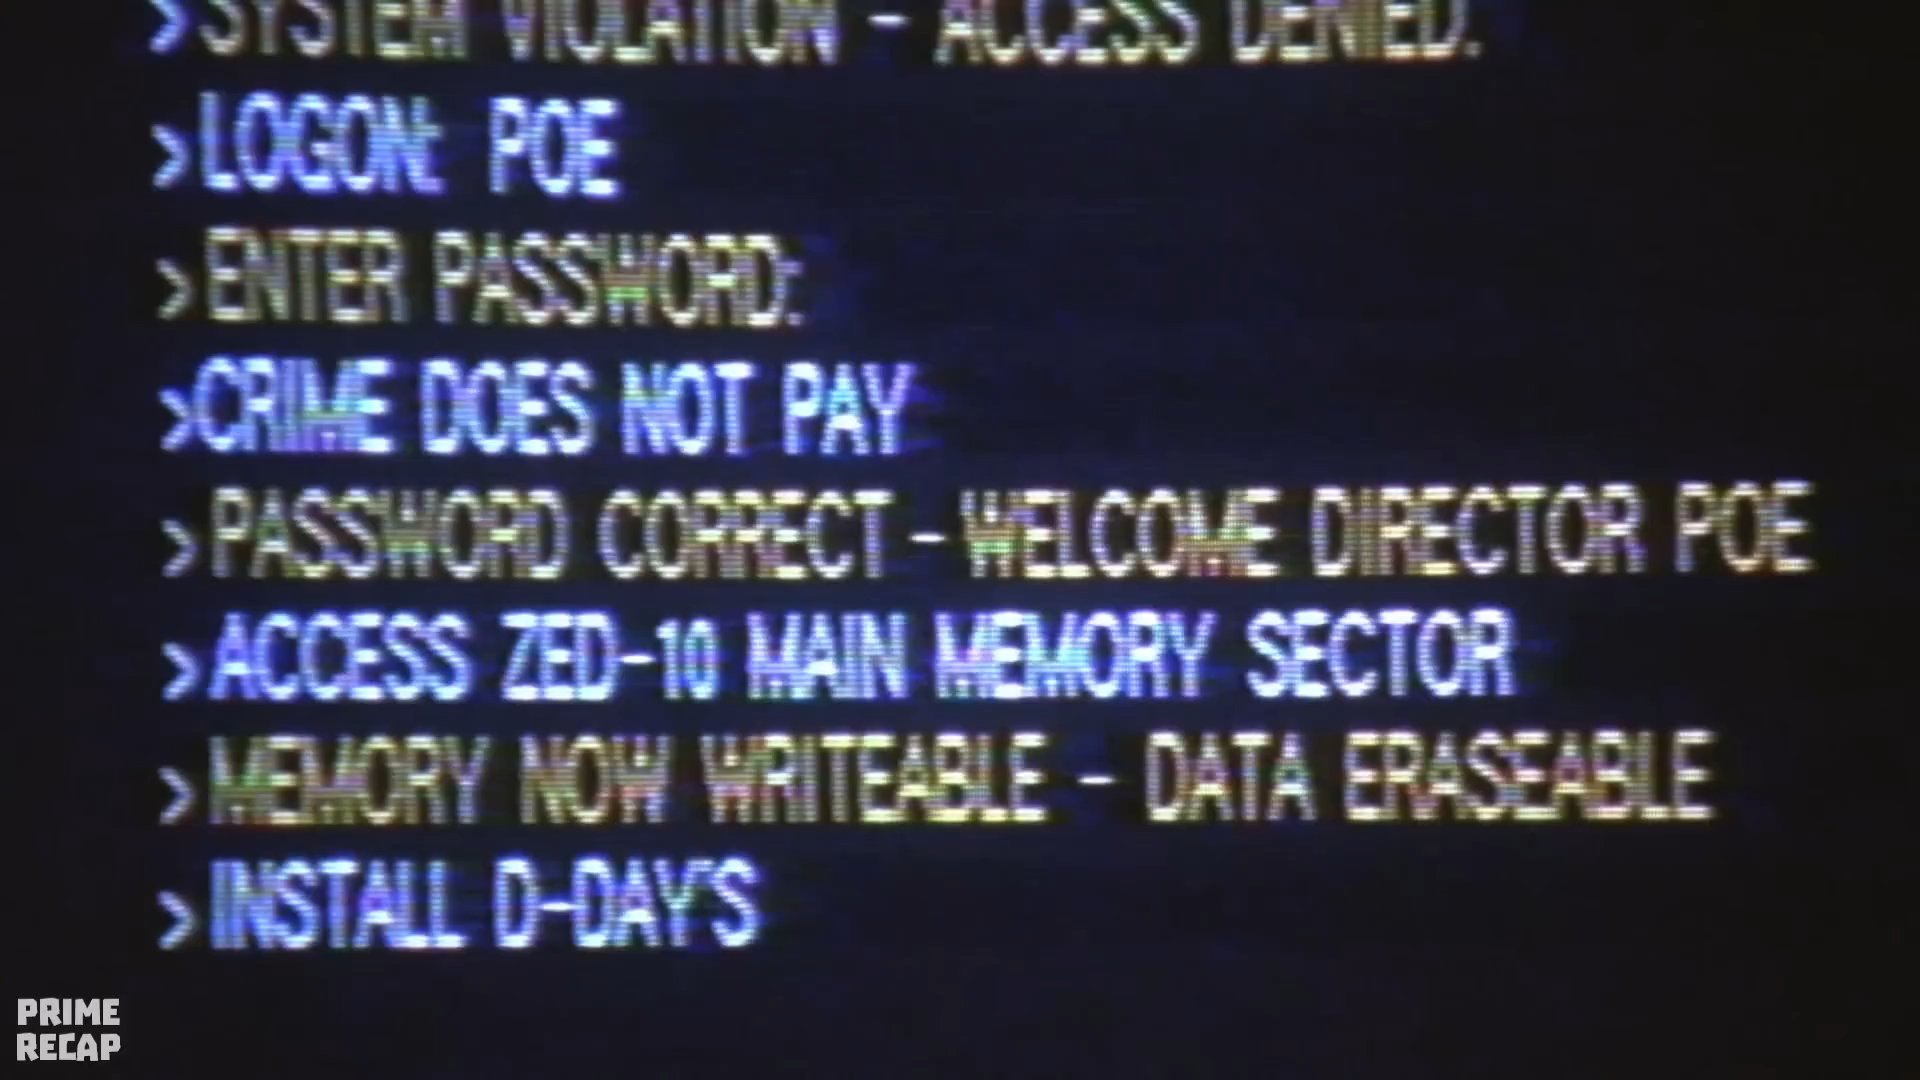 >SYSTEM VIOLATION - ACCESS DENIED.
>LOGON: POE
>ENTER PASSWORD:
>CRIME DOES NOT PAY
>PASSWORD CORRECT - WELCOME DIRECTOR POE
>ACCESS ZED-10 MAIN MEMORY SECTOR
>MEMORY NOW WRITEABLE - DATA ERASEABLE
>INSTALL D-DAY'S
PRIME
RECAP